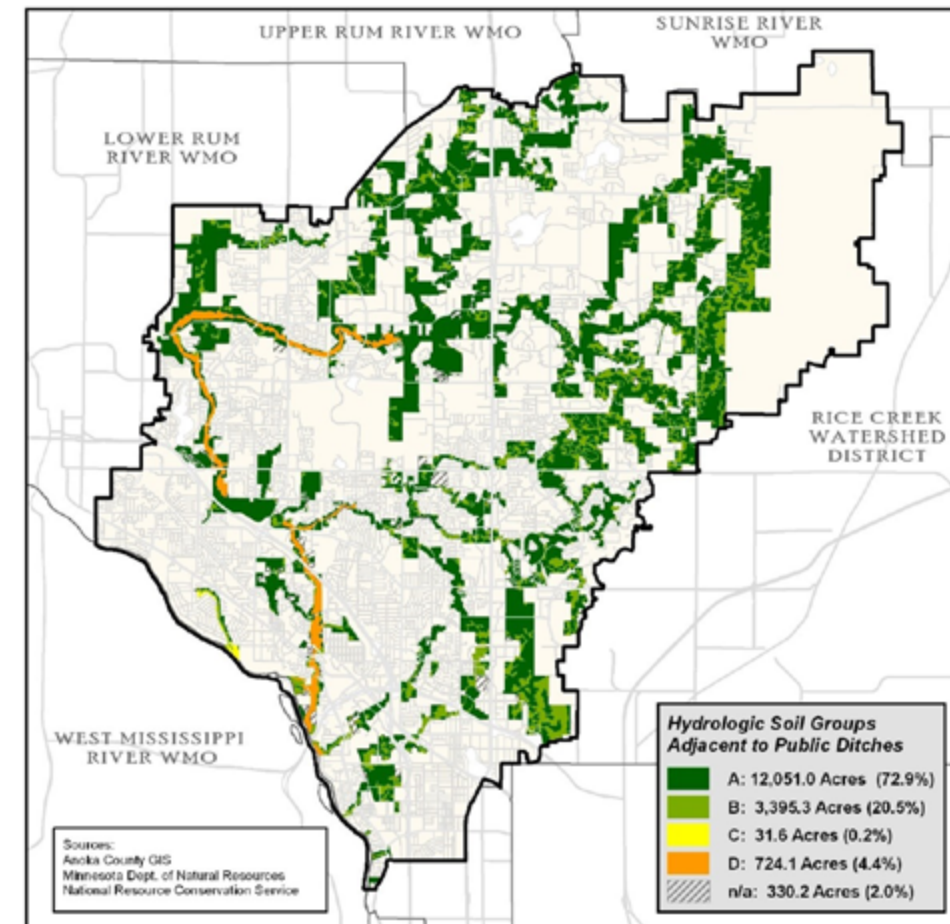 UPPER RUM RIVER WMO
SUNRISE RIVER
WMO
LOWER RUM
RIVER WMO
RICE CREEK
WATERSHED
DISTRICT
WEST MISSISSIPPI
RIVER WMO
Hydrologic Soil Groups
Adjacent to Public Ditches
A: 12,051.0 Acres (72.9%)
B: 3,395.3 Acres (20.5%)
C: 31.6 Acres (0.2%)
D: 724.1 Acres (4.4%)
n/a: 330.2 Acres (2.0%)
Sources:
Anoka County GIS
Minnesota Dept. of Natural Resources
National Resource Conservation Service